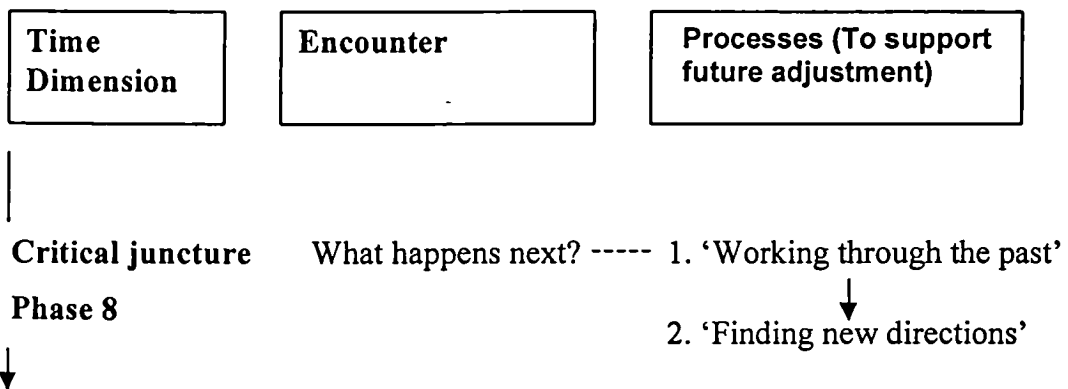 Time
Dimension
Encounter
Processes (To support
future adjustment)
Critical juncture
What happens next? ----- 1. ‘Working through the past’
Phase 8
2. ‘Finding new directions’